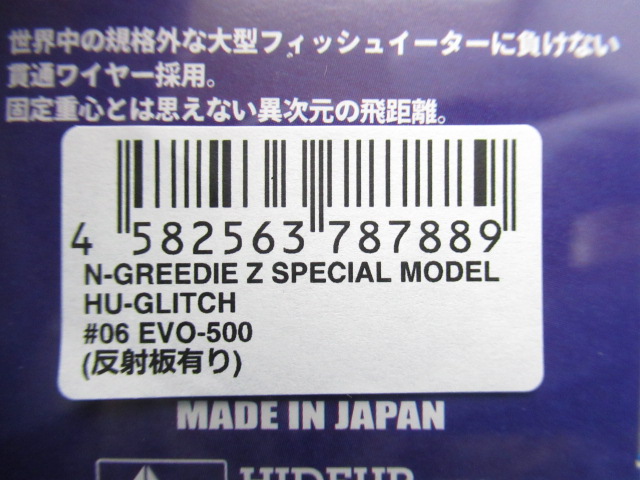 世界中の規格外な大型フィッシュイーターに負けない
貫通ワイヤー採用。
固定重心とは思えない異次元の飛距離。
4 582563 787889
N-GREEDIE Z SPECIAL MODEL
HU-GLITCH
#06 EVO-500
(反射板有り)
MADE IN JAPAN
HIDEUP